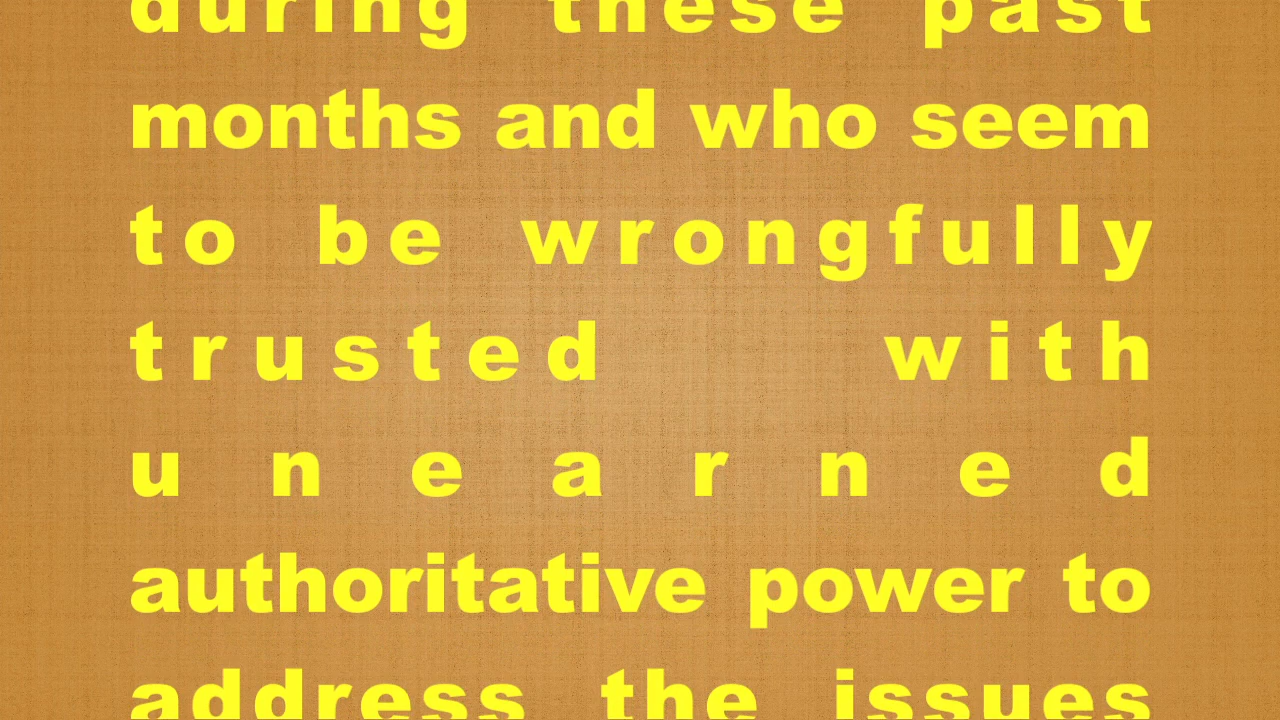 during these past
months and who seem
to be wrongfully
trusted with
unearned
authoritative power to
address the issues